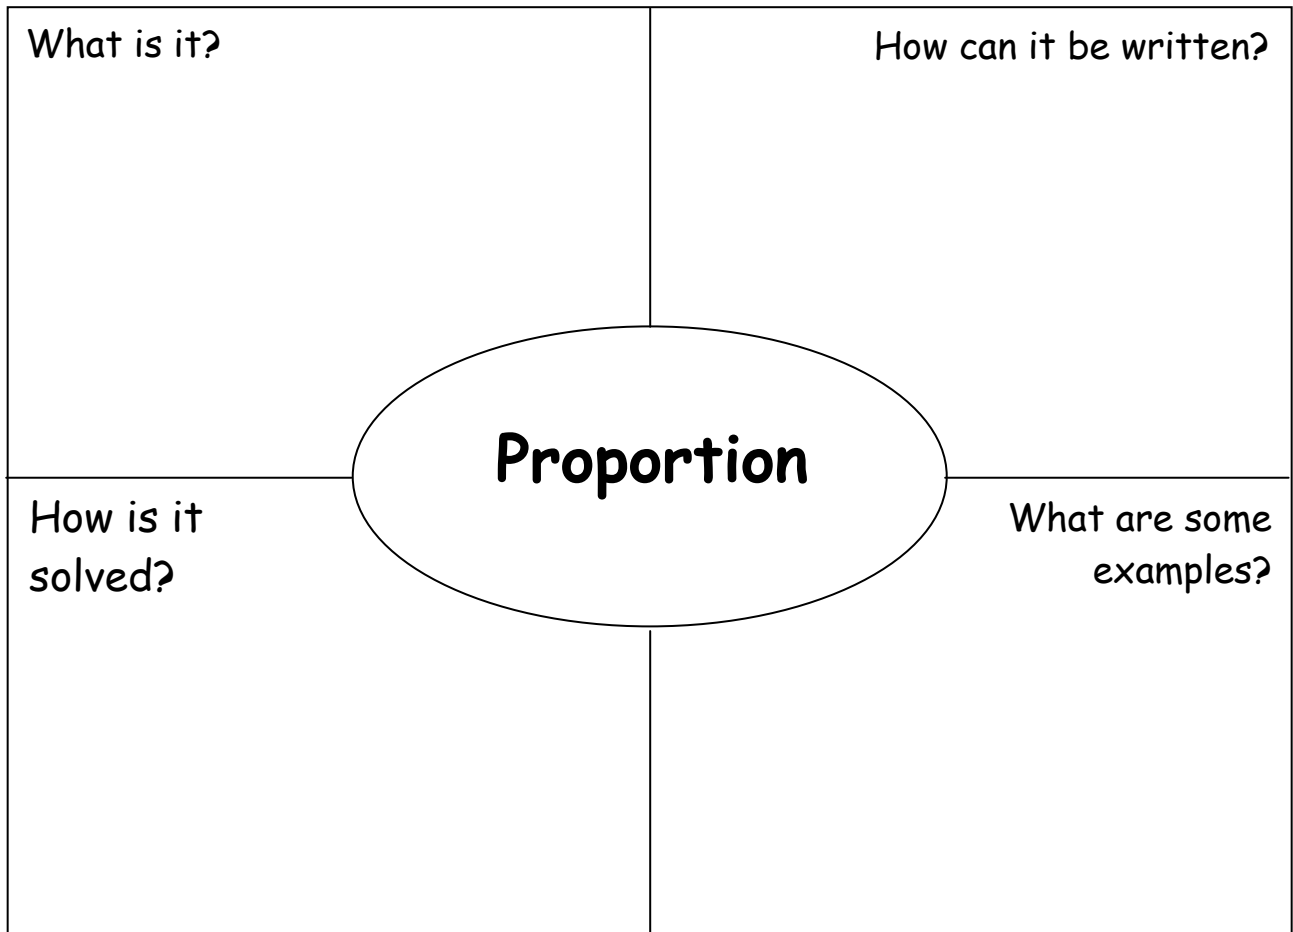 What is it?
How can it be written?
Proportion
How is it
solved?
What are some
examples?